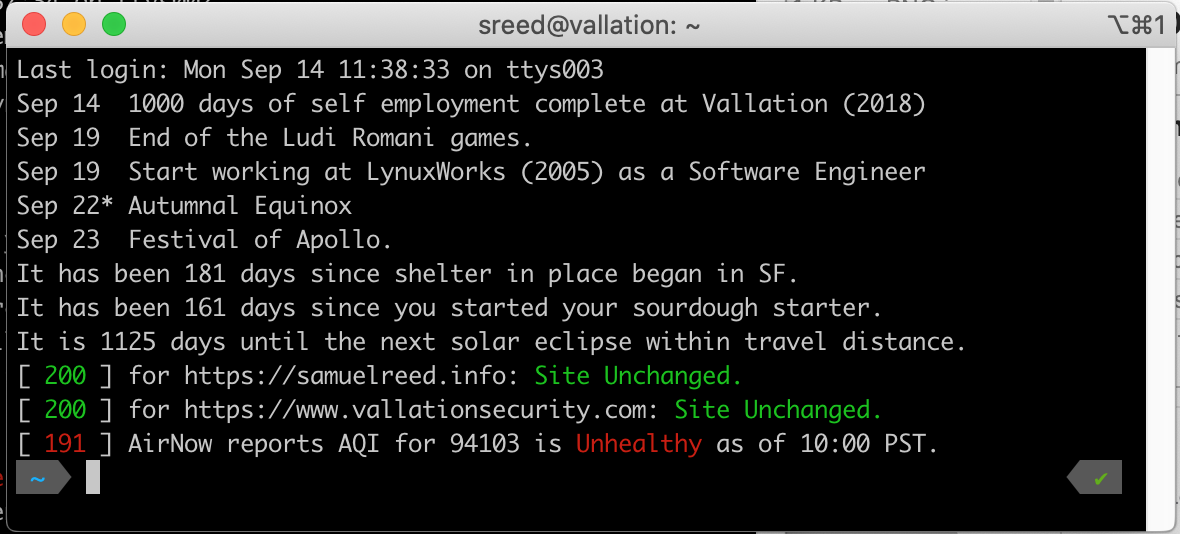 sreed@vallation: ~
⌥⌘1
Last login: Mon Sep 14 11:38:33 on ttys003
Sep 14  1000 days of self employment complete at Vallation (2018)
Sep 19  End of the Ludi Romani games.
Sep 19  Start working at LynuxWorks (2005) as a Software Engineer
Sep 22* Autumnal Equinox
Sep 23  Festival of Apollo.
It has been 181 days since shelter in place began in SF.
It has been 161 days since you started your sourdough starter.
It is 1125 days until the next solar eclipse within travel distance.
[ 200 ] for https://samuelreed.info: Site Unchanged.
[ 200 ] for https://www.vallationsecurity.com: Site Unchanged.
[ 191 ] AirNow reports AQI for 94103 is Unhealthy as of 10:00 PST.
~ ✔